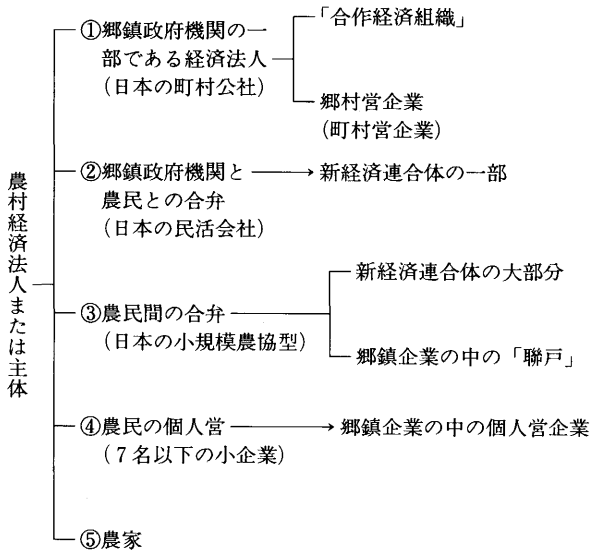 農村経済法人または主体
①郷鎮政府機関の一
部である経済法人
(日本の町村公社)
「合作経済組織」
郷村営企業
(町村営企業)
②郷鎮政府機関と
農民との合弁
(日本の民活会社)
新経済連合体の一部
③農民間の合弁
(日本の小規模農協型)
新経済連合体の大部分
郷鎮企業の中の「聯戸」
④農民の個人営
(7名以下の小企業)
郷鎮企業の中の個人営企業
⑤農家